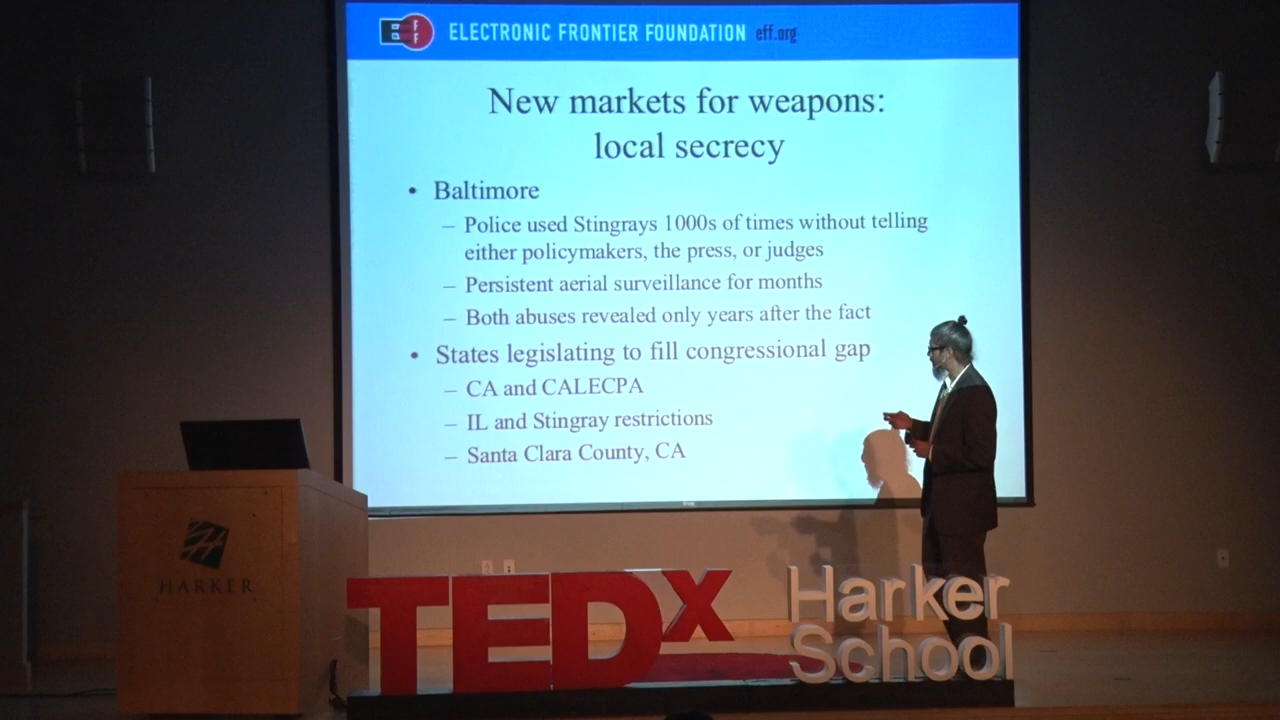 EFF
ELECTRONIC FRONTIER FOUNDATION eff.org
New markets for weapons:
local secrecy
• Baltimore
– Police used Stingrays 1000s of times without telling
either policymakers, the press, or judges
– Persistent aerial surveillance for months
– Both abuses revealed only years after the fact
• States legislating to fill congressional gap
– CA and CALECPA
– IL and Stingray restrictions
– Santa Clara County, CA
HARKER
TEDx Harker
School